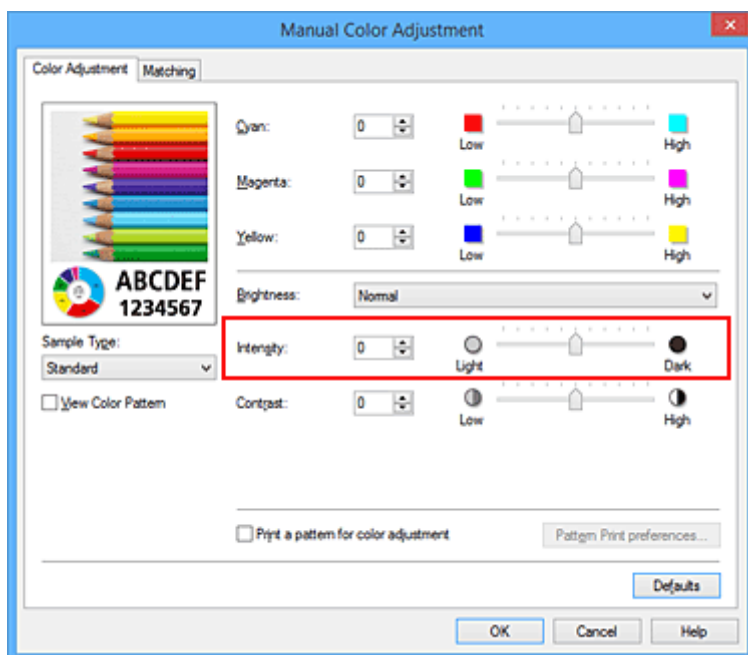 Manual Color Adjustment
x
Color Adjustment Matching
Cyan: 0 Low High
Magenta: 0 Low High
Yellow: 0 Low High
ABCDEF
1234567
Brightness: Normal
Sample Type:
Standard
Intensity: 0 Light Dark
View Color Pattern
Contrast: 0 Low High
Print a pattern for color adjustment Pattern Print preferences...
Defaults
OK Cancel Help